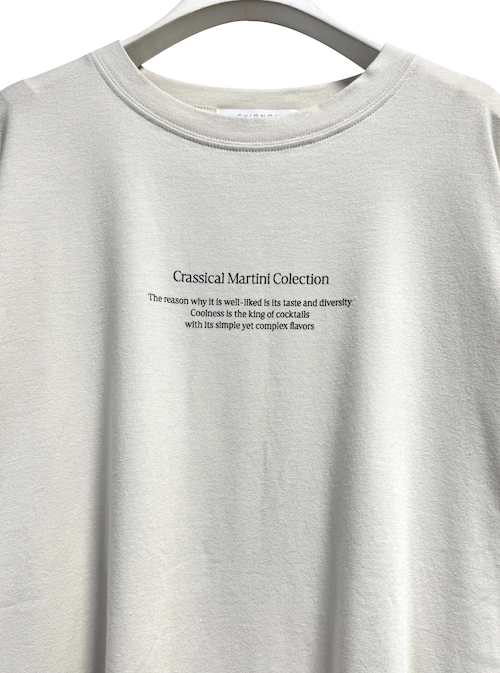 Crassical Martini Colection
The reason why it is well-liked is its taste and diversity."
Coolness is the king of cocktails
with its simple yet complex flavors